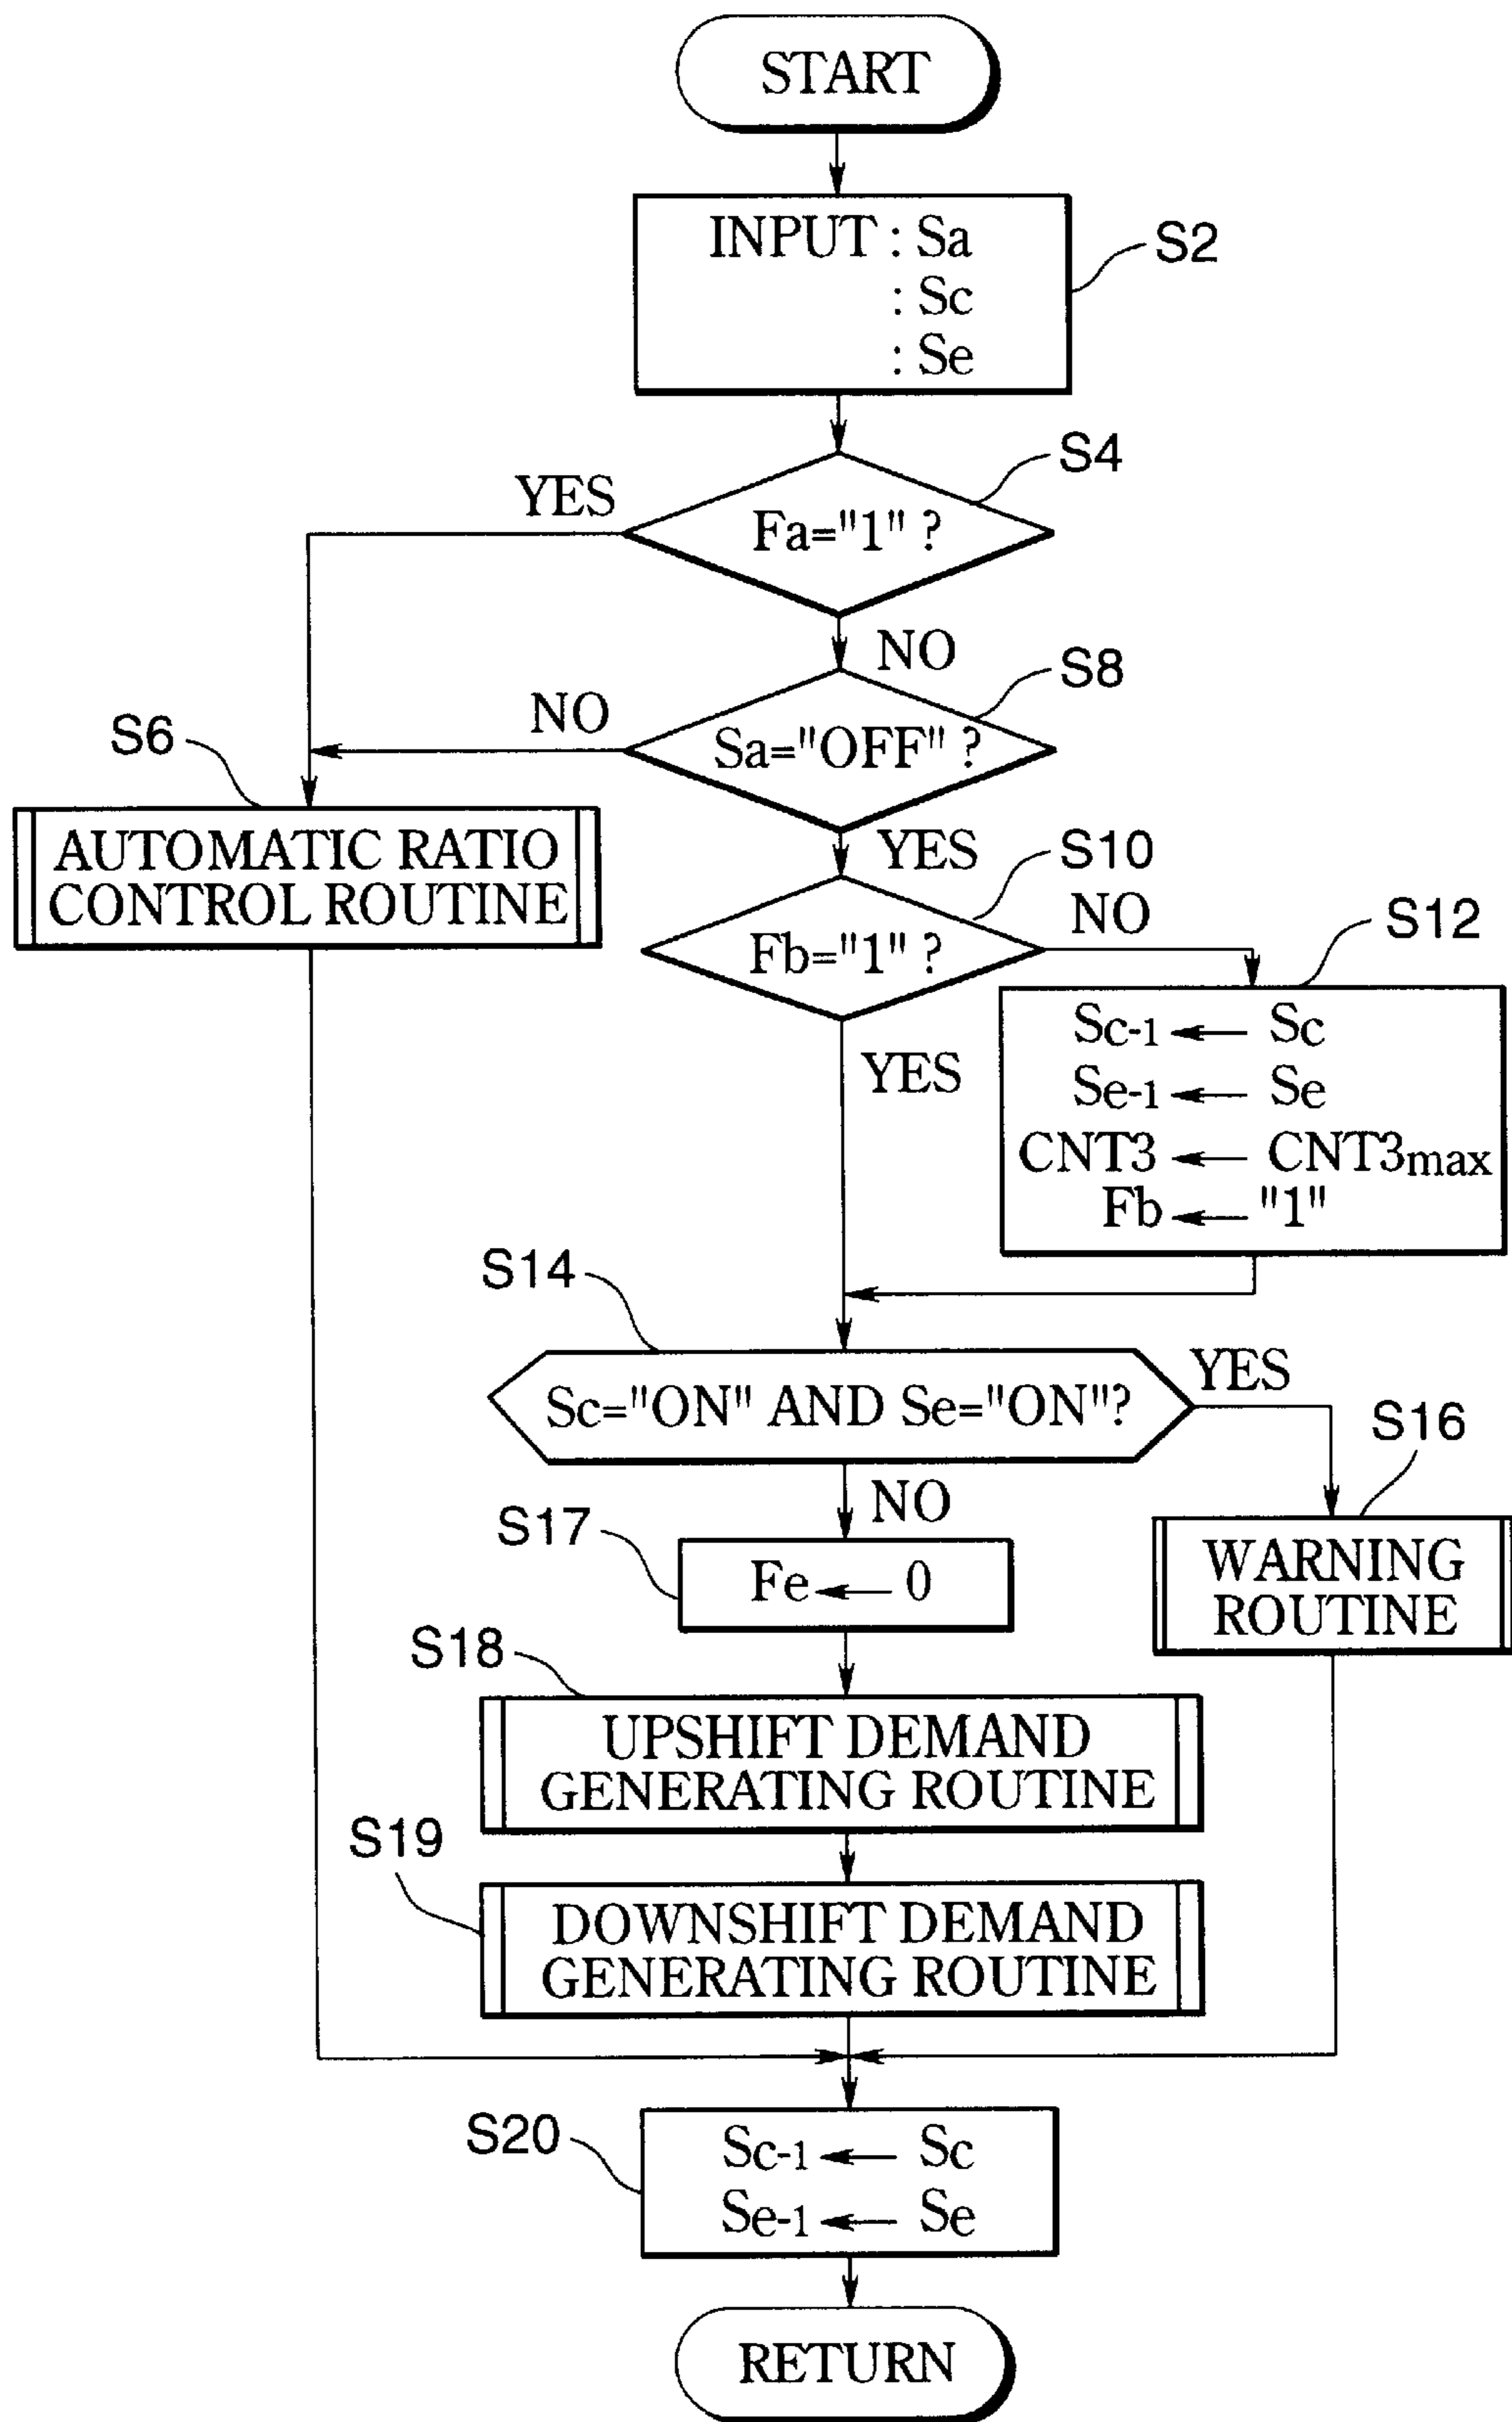 START
INPUT : Sa
: Sc
: Se
S2
S4
YES
Fa="1" ?
NO
S8
NO
Sa="OFF" ?
S6
AUTOMATIC RATIO
CONTROL ROUTINE
YES
S10
Fb="1" ?
NO
S12
Sc-1 ← Sc
Se-1 ← Se
CNT3 ← CNT3max
Fb ← "1"
YES
S14
Sc="ON" AND Se="ON"?
YES
S16
NO
S17
Fe ← 0
WARNING
ROUTINE
S18
UPSHIFT DEMAND
GENERATING ROUTINE
S19
DOWNSHIFT DEMAND
GENERATING ROUTINE
S20
Sc-1 ← Sc
Se-1 ← Se
RETURN